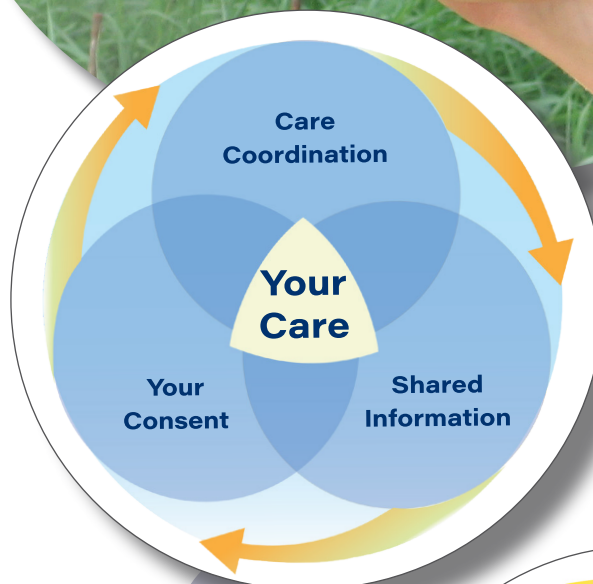 Care
Coordination
Your
Care
Your
Consent
Shared
Information